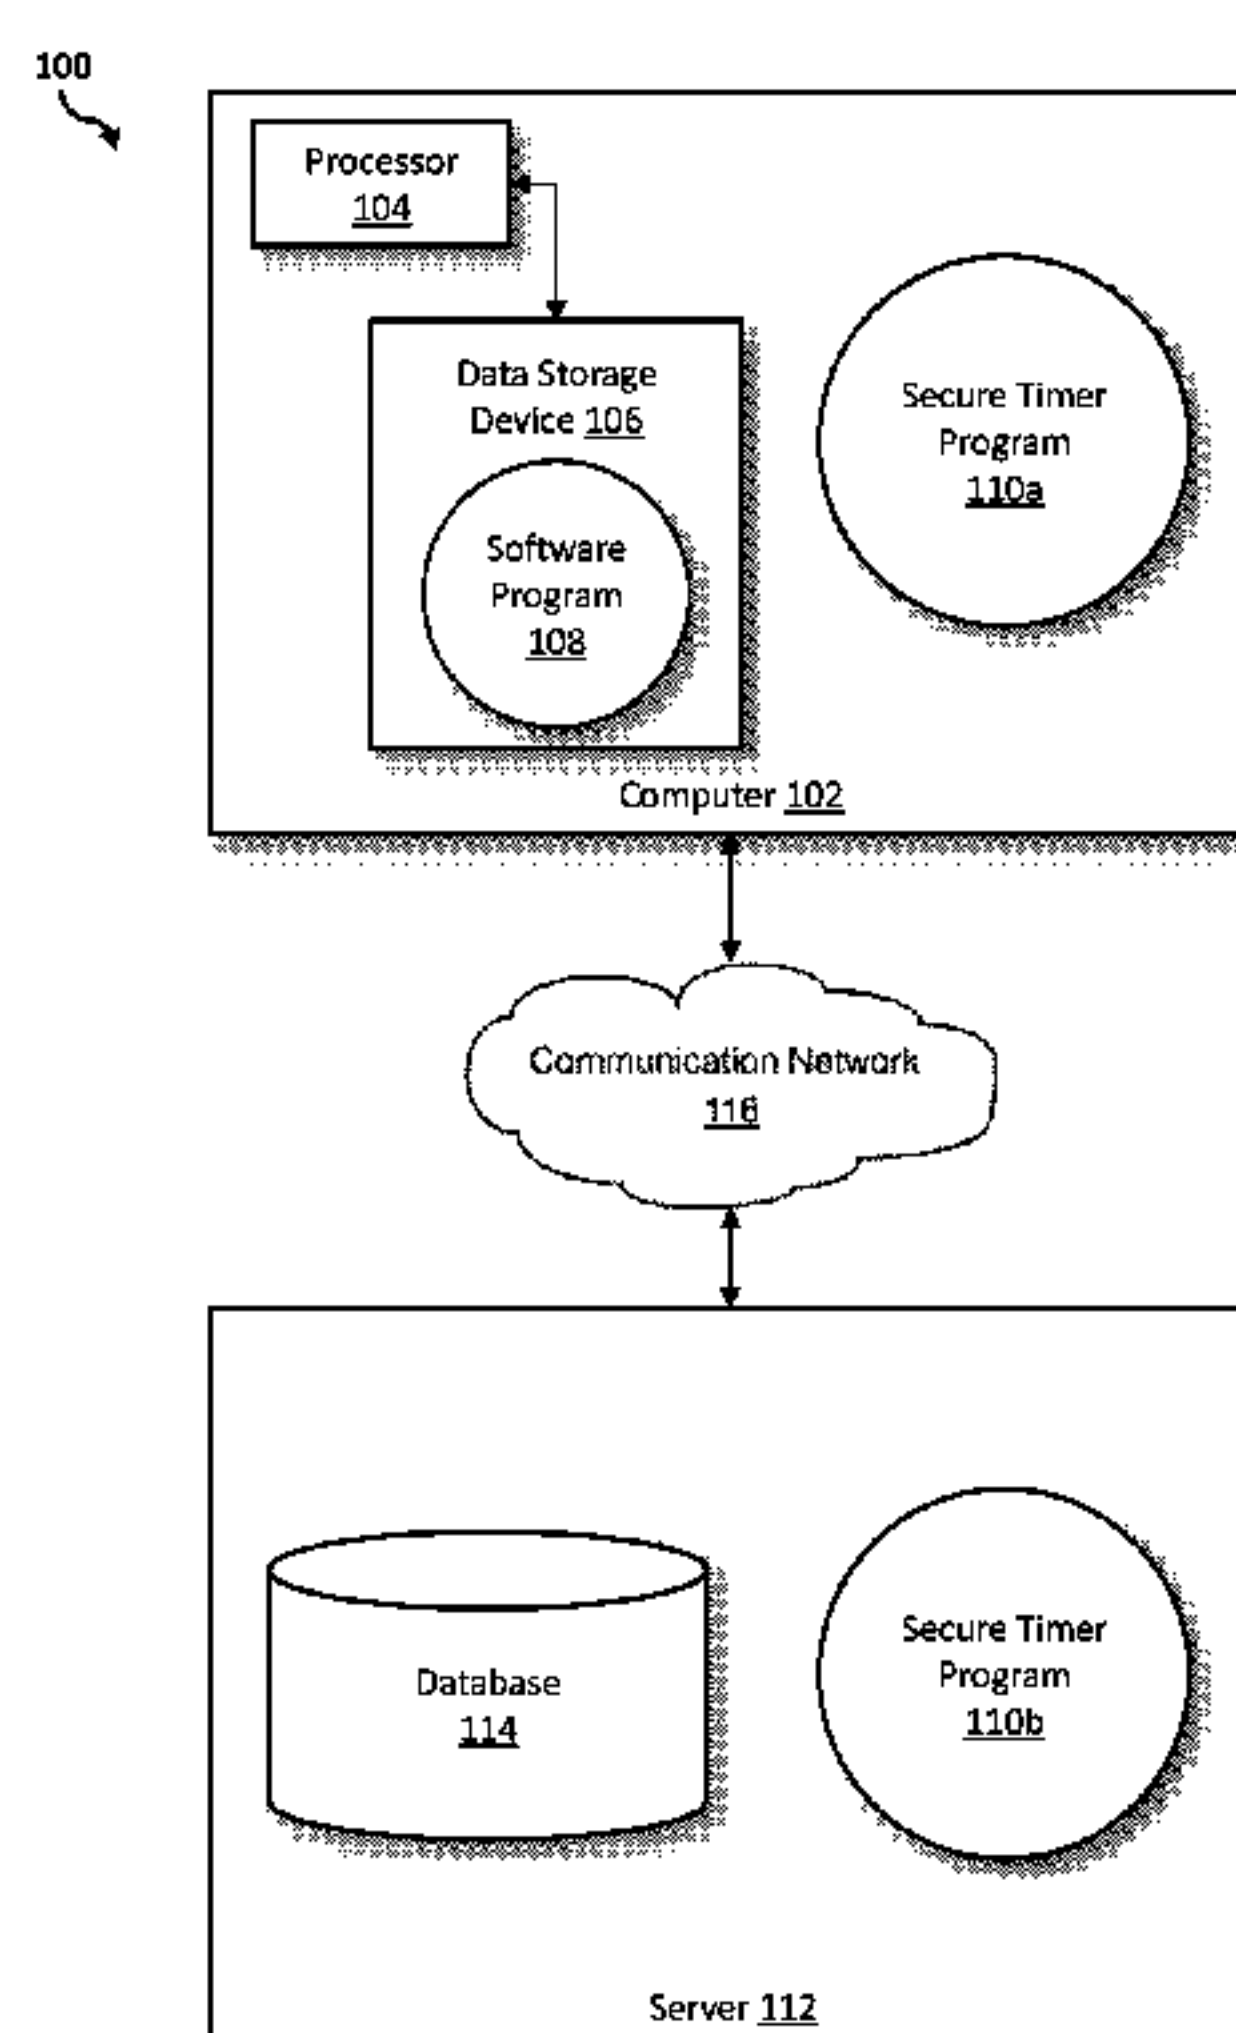 100
Processor
104
Data Storage
Device 106
Software
Program
108
Secure Timer
Program
110a
Computer 102
Communication Network
116
Database
114
Secure Timer
Program
110b
Server 112